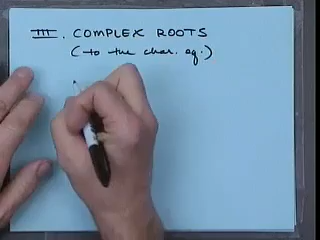 III. COMPLEX ROOTS
(to the char. eq.)